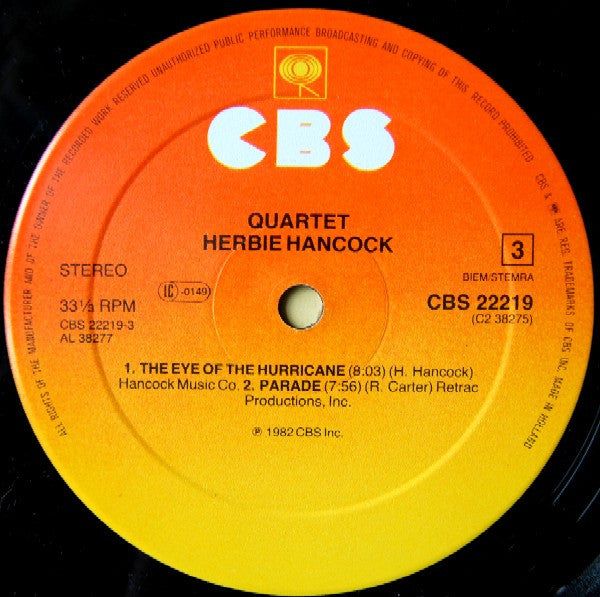 ALL RIGHTS OF THE MANUFACTURER AND OF THE OWNER OF THE RECORDED WORK RESERVED UNAUTHORIZED PUBLIC PERFORMANCE BROADCASTING AND COPYING OF THIS RECORD PROHIBITED. CBS & ARE REG. TRADEMARKS OF CBS INC. MADE IN HOLLAND
CBS
QUARTET
HERBIE HANCOCK
STEREO
3
BIEM/STEMRA
33⅓ RPM
IC -0149
CBS 22219
CBS 22219-3
(C2 38275)
AL 38277
1. THE EYE OF THE HURRICANE (8:03) (H. Hancock)
Hancock Music Co. 2. PARADE (7:56) (R. Carter) Retrac
Productions, Inc.
℗ 1982 CBS Inc.